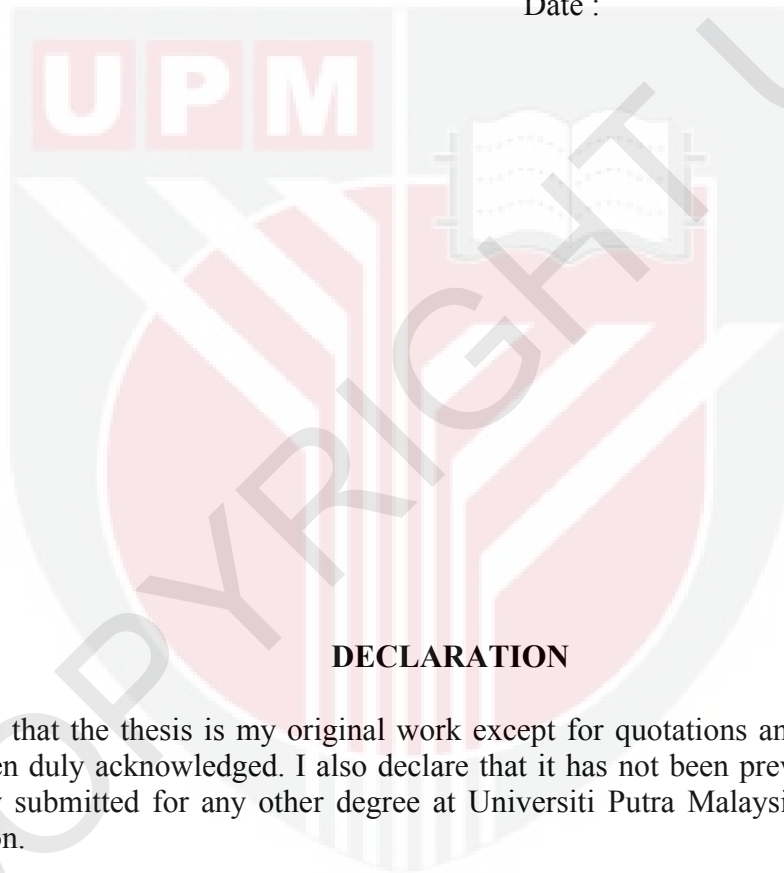 Date :
UPM
COPYRIGHT U
DECLARATION
that the thesis is my original work except for quotations an
en duly acknowledged. I also declare that it has not been prev
y submitted for any other degree at Universiti Putra Malaysi
on.